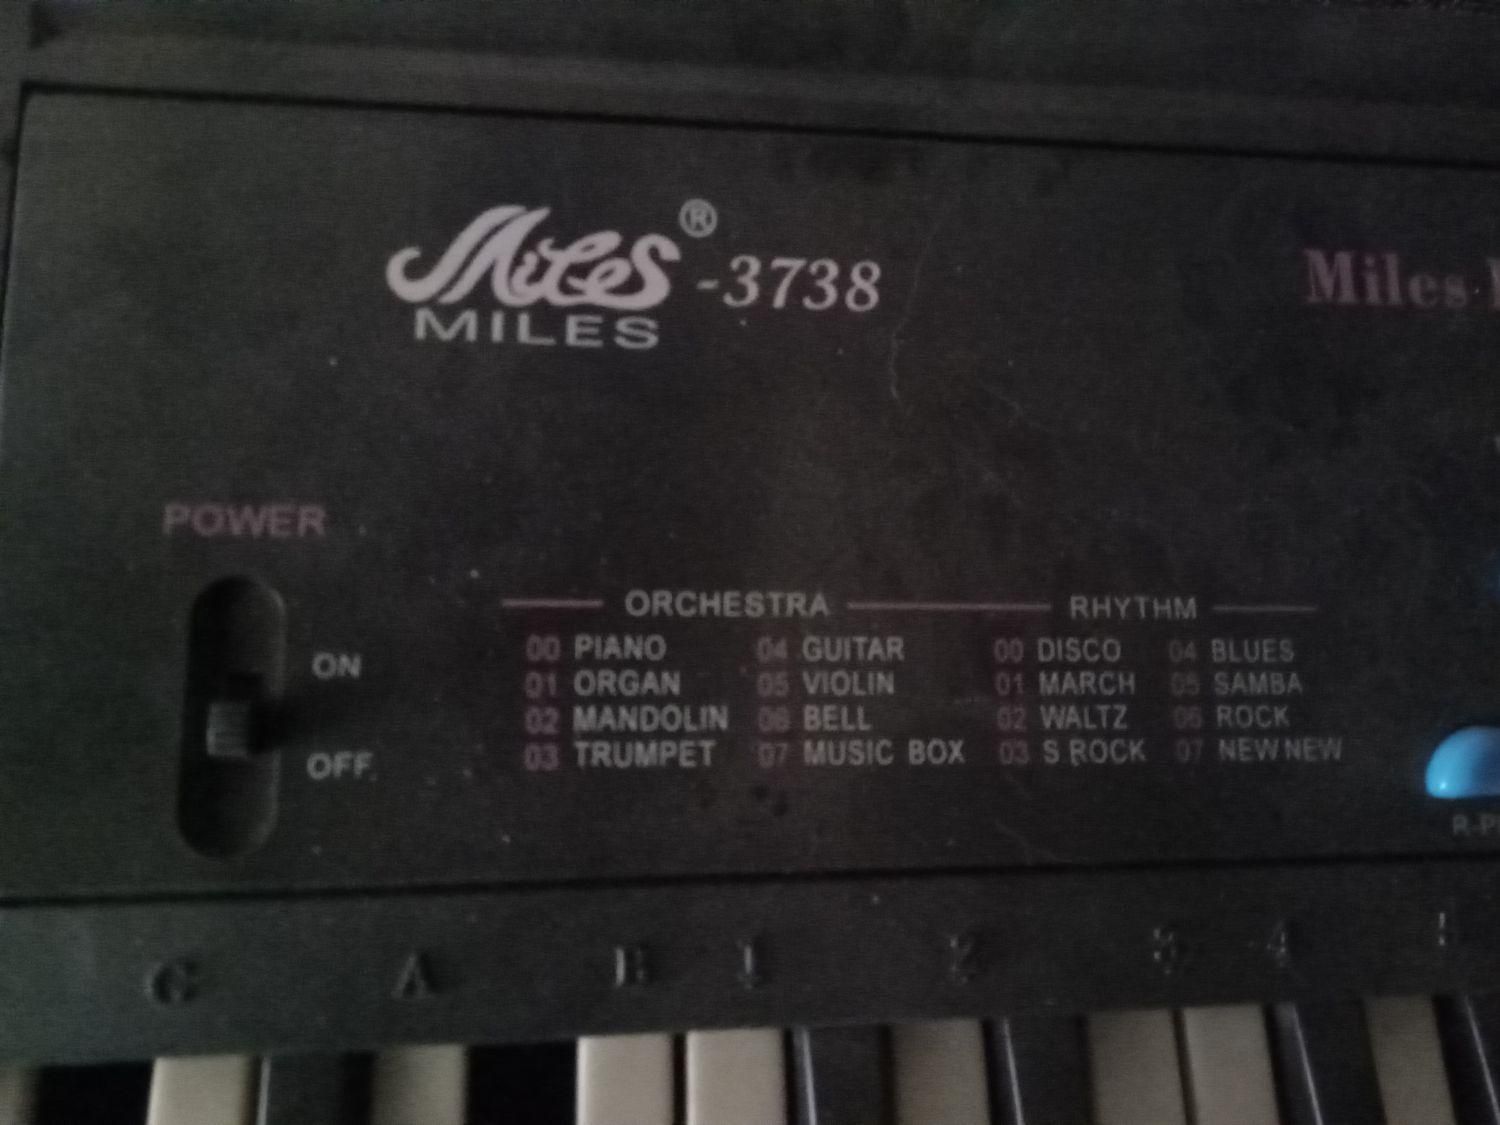 Miles® -3738
MILES
Miles
POWER
ON
OFF
ORCHESTRA RHYTHM
00 PIANO 04 GUITAR 00 DISCO 04 BLUES
01 ORGAN 05 VIOLIN 01 MARCH 05 SAMBA
02 MANDOLIN 06 BELL 02 WALTZ 06 ROCK
03 TRUMPET 07 MUSIC BOX 03 S ROCK 07 NEW NEW
G A B 1 2 3 4